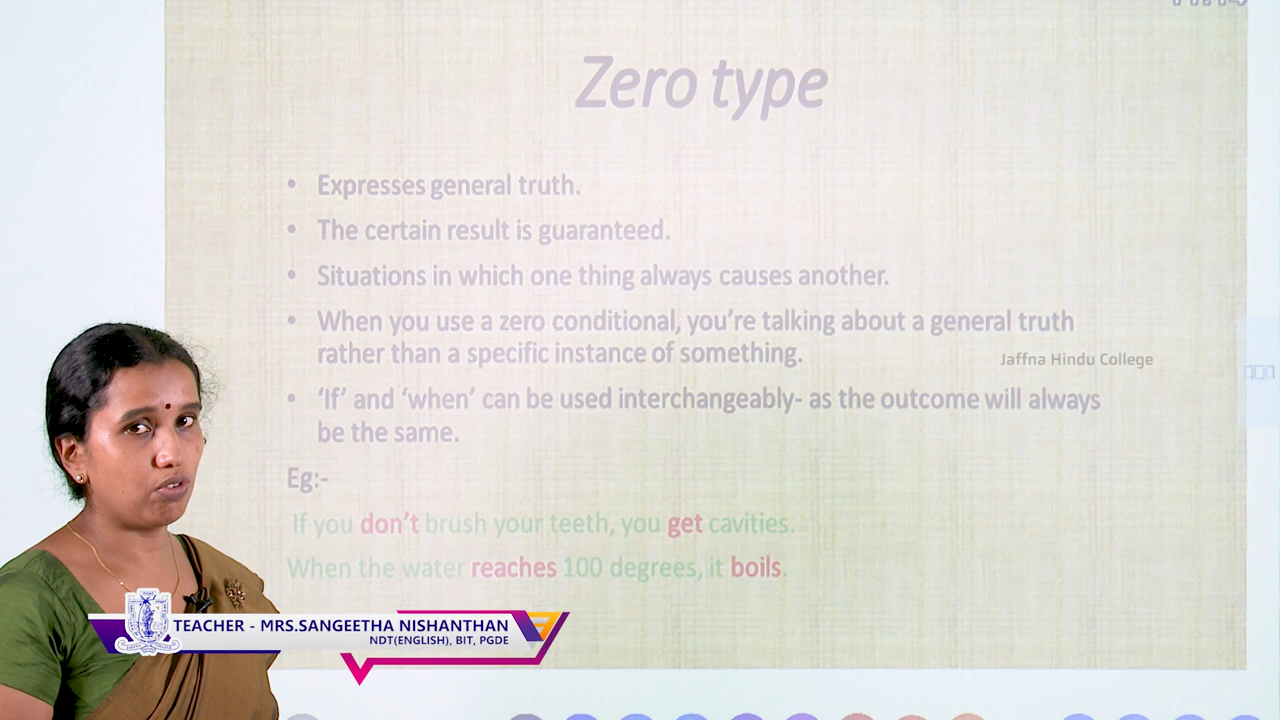 Zero type
• Expresses general truth.
• The certain result is guaranteed.
• Situations in which one thing always causes another.
• When you use a zero conditional, you're talking about a general truth
rather than a specific instance of something.
Jaffna Hindu College
• 'If' and 'when' can be used interchangeably- as the outcome will always
be the same.
Eg:-
If you don't brush your teeth, you get cavities.
When the water reaches 100 degrees, it boils.
TEACHER - MRS.SANGEETHA NISHANTHAN
NDT(ENGLISH), BIT, PGDE